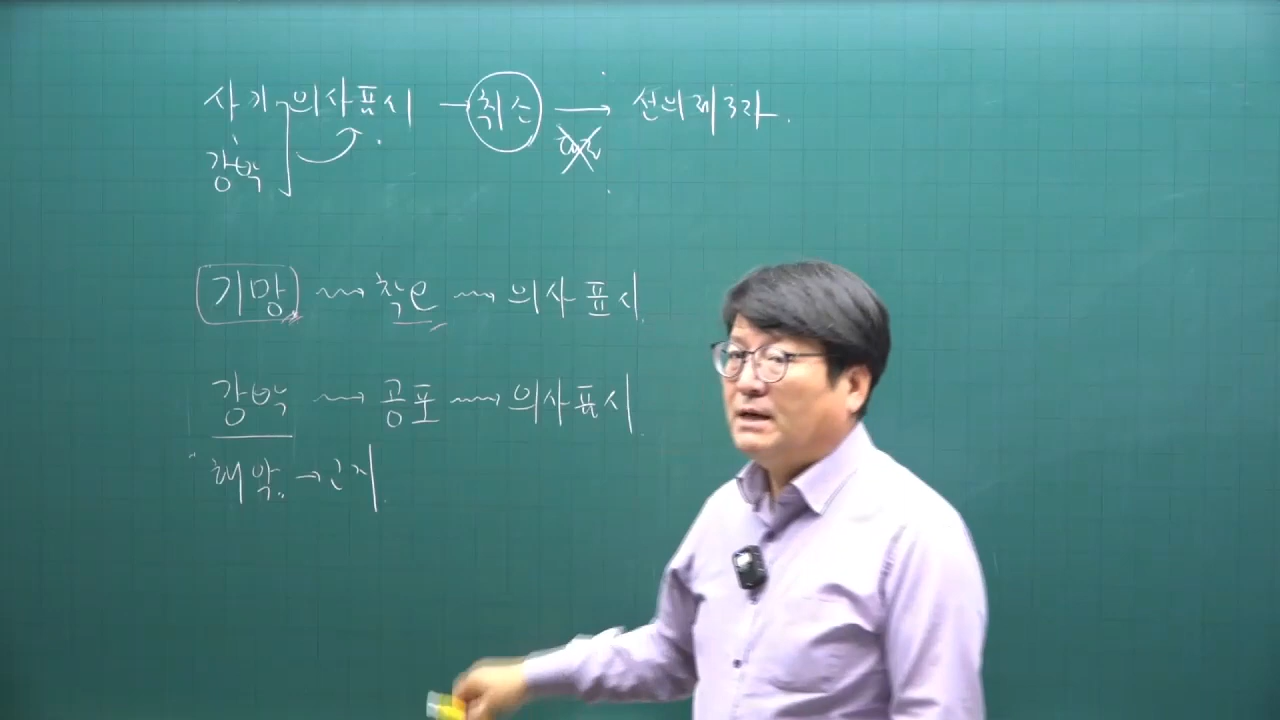 사기 의사표시 → 취소 → 선의 제3자.
강박
기망 → 착오 → 의사표시
강박 → 공포 → 의사표시
해악 → 고지